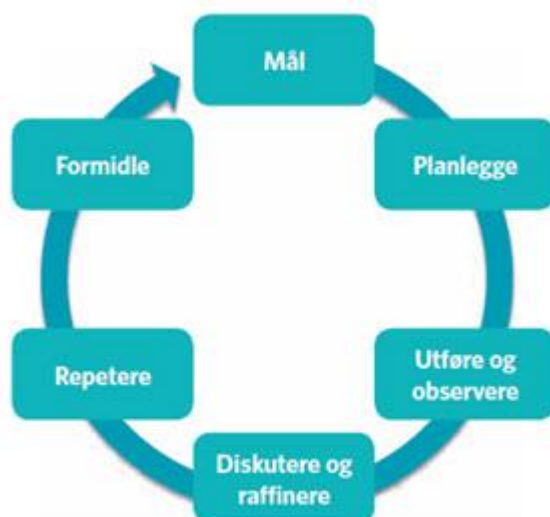 Mål
Planlegge
Utføre og
observere
Diskutere og
raffinere
Repetere
Formidle